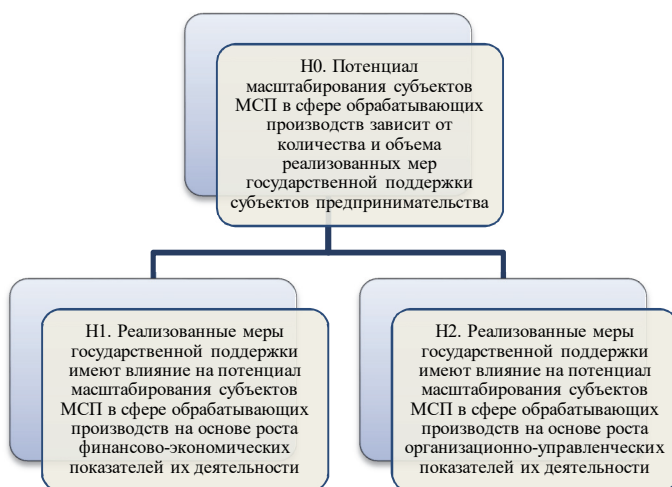 H0. Потенциал
масштабирования субъектов
МСП в сфере обрабатывающих
производств зависит от
количества и объема
реализованных мер
государственной поддержки
субъектов предпринимательства
H1. Реализованные меры
государственной поддержки
имеют влияние на потенциал
масштабирования субъектов
МСП в сфере обрабатывающих
производств на основе роста
финансово-экономических
показателей их деятельности
H2. Реализованные меры
государственной поддержки
имеют влияние на потенциал
масштабирования субъектов
МСП в сфере обрабатывающих
производств на основе роста
организационно-управленческих
показателей их деятельности